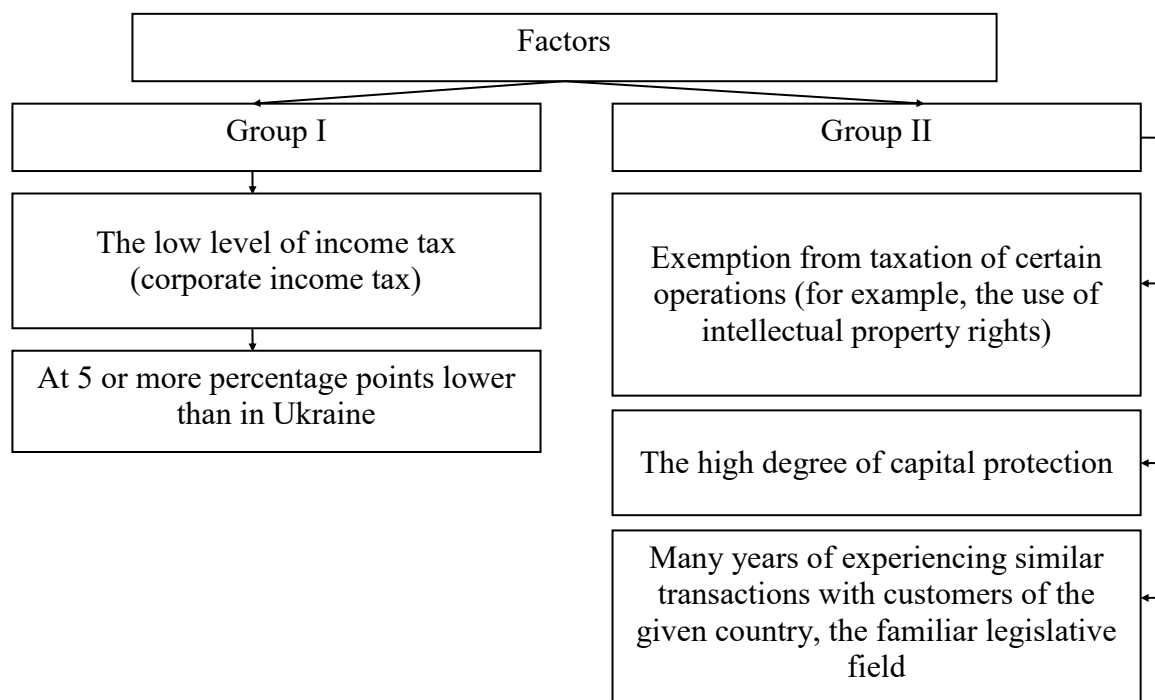 Factors
Group I
The low level of income tax
(corporate income tax)
At 5 or more percentage points lower
than in Ukraine
Group II
Exemption from taxation of certain
operations (for example, the use of
intellectual property rights)
The high degree of capital protection
Many years of experiencing similar
transactions with customers of the
given country, the familiar legislative
field